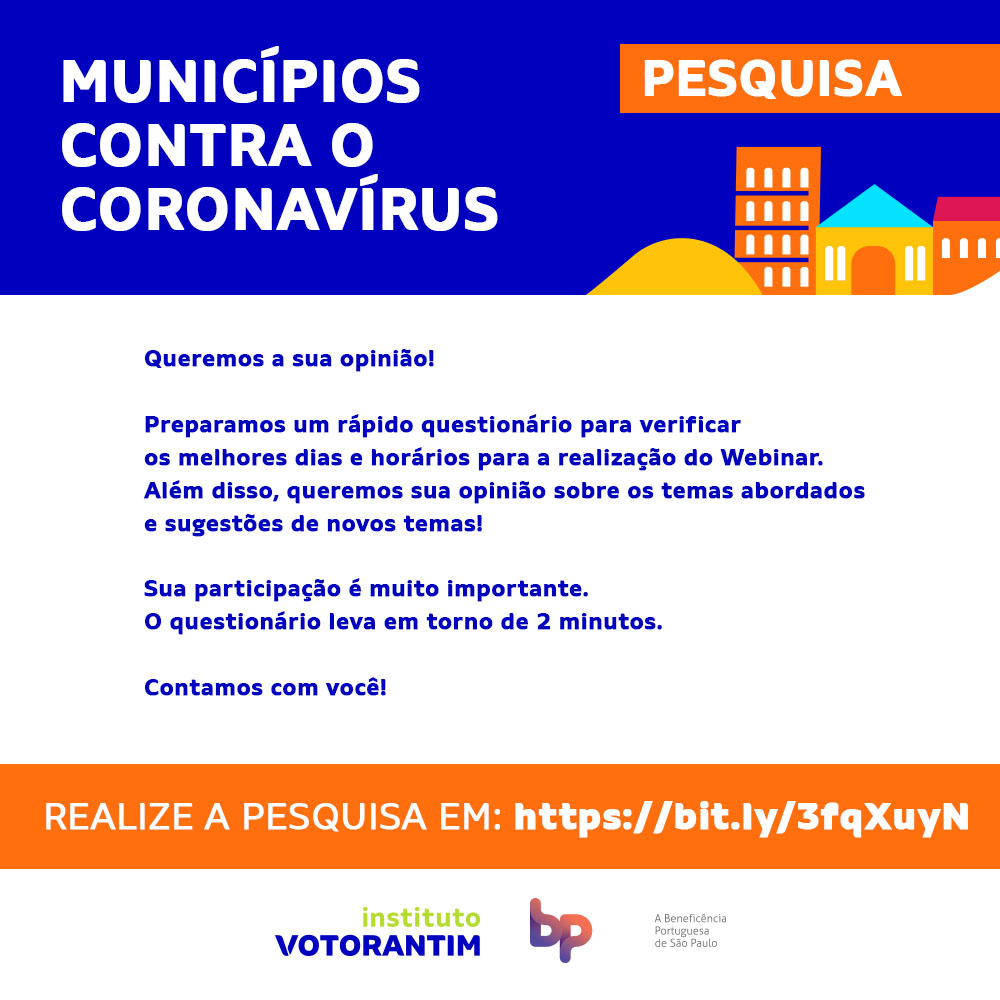 MUNICÍPIOS
CONTRA O
CORONAVÍRUS
PESQUISA
Queremos a sua opinião!
Preparamos um rápido questionário para verificar
os melhores dias e horários para a realização do Webinar.
Além disso, queremos sua opinião sobre os temas abordados
e sugestões de novos temas!
Sua participação é muito importante.
O questionário leva em torno de 2 minutos.
Contamos com você!
REALIZE A PESQUISA EM: https://bit.ly/3fqXuyN
instituto
VOTORANTIM
bp
A Beneficência
Portuguesa
de São Paulo